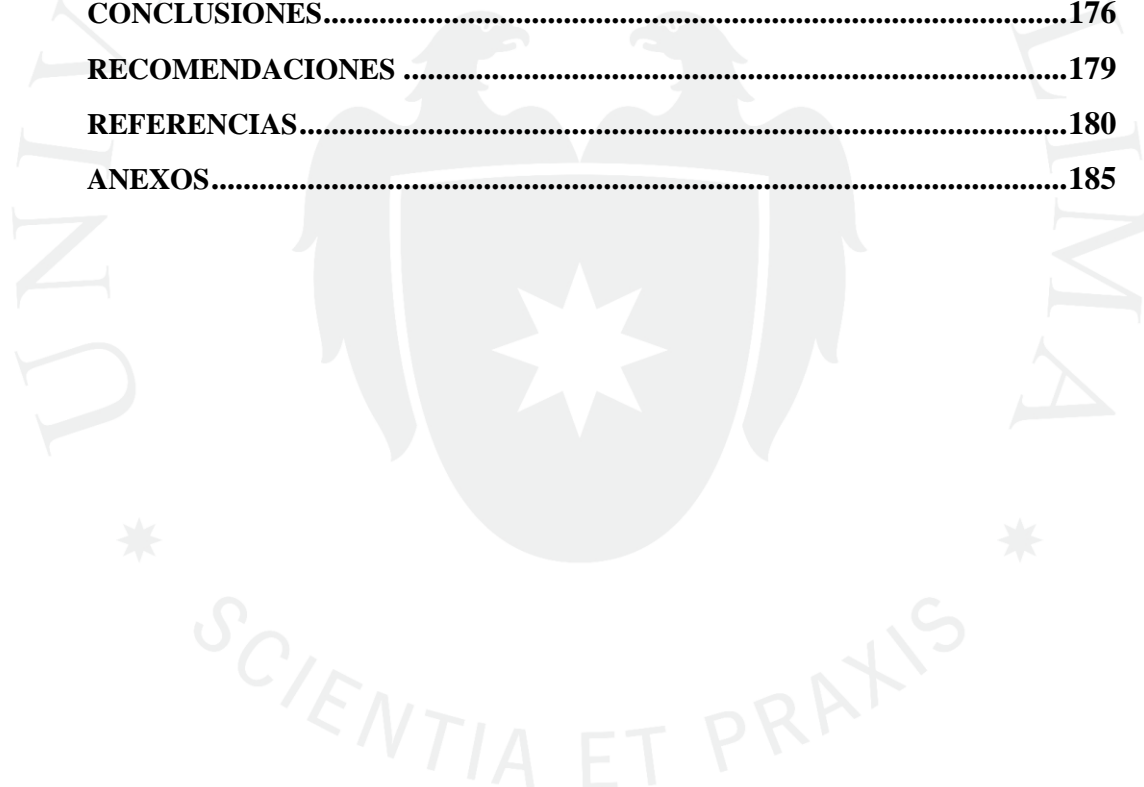 CONCLUSIONES........................................................................................176
RECOMENDACIONES ...............................................................................179
REFERENCIAS...........................................................................................180
ANEXOS.....................................................................................................185
SCIENTIA ET PRAXIS